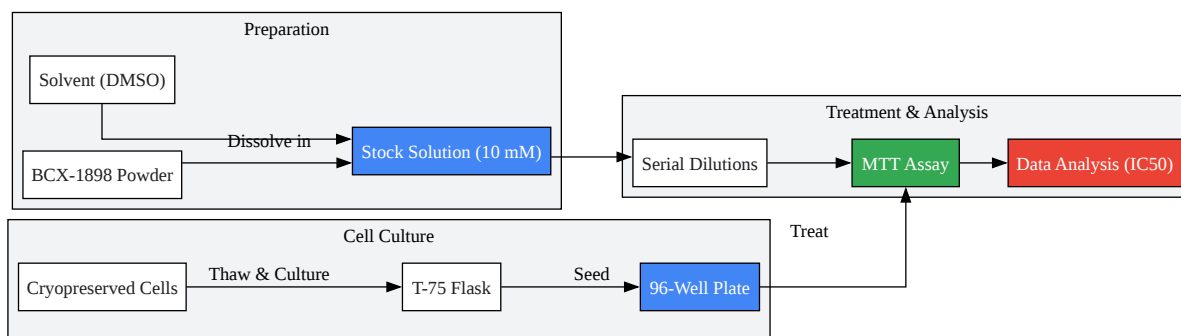 Preparation
Solvent (DMSO)
Dissolve in
BCX-1898 Powder
Stock Solution (10 mM)
Treatment & Analysis
Serial Dilutions
MTT Assay
Data Analysis (IC50)
Cell Culture
Treat
Cryopreserved Cells
Thaw & Culture
T-75 Flask
Seed
96-Well Plate